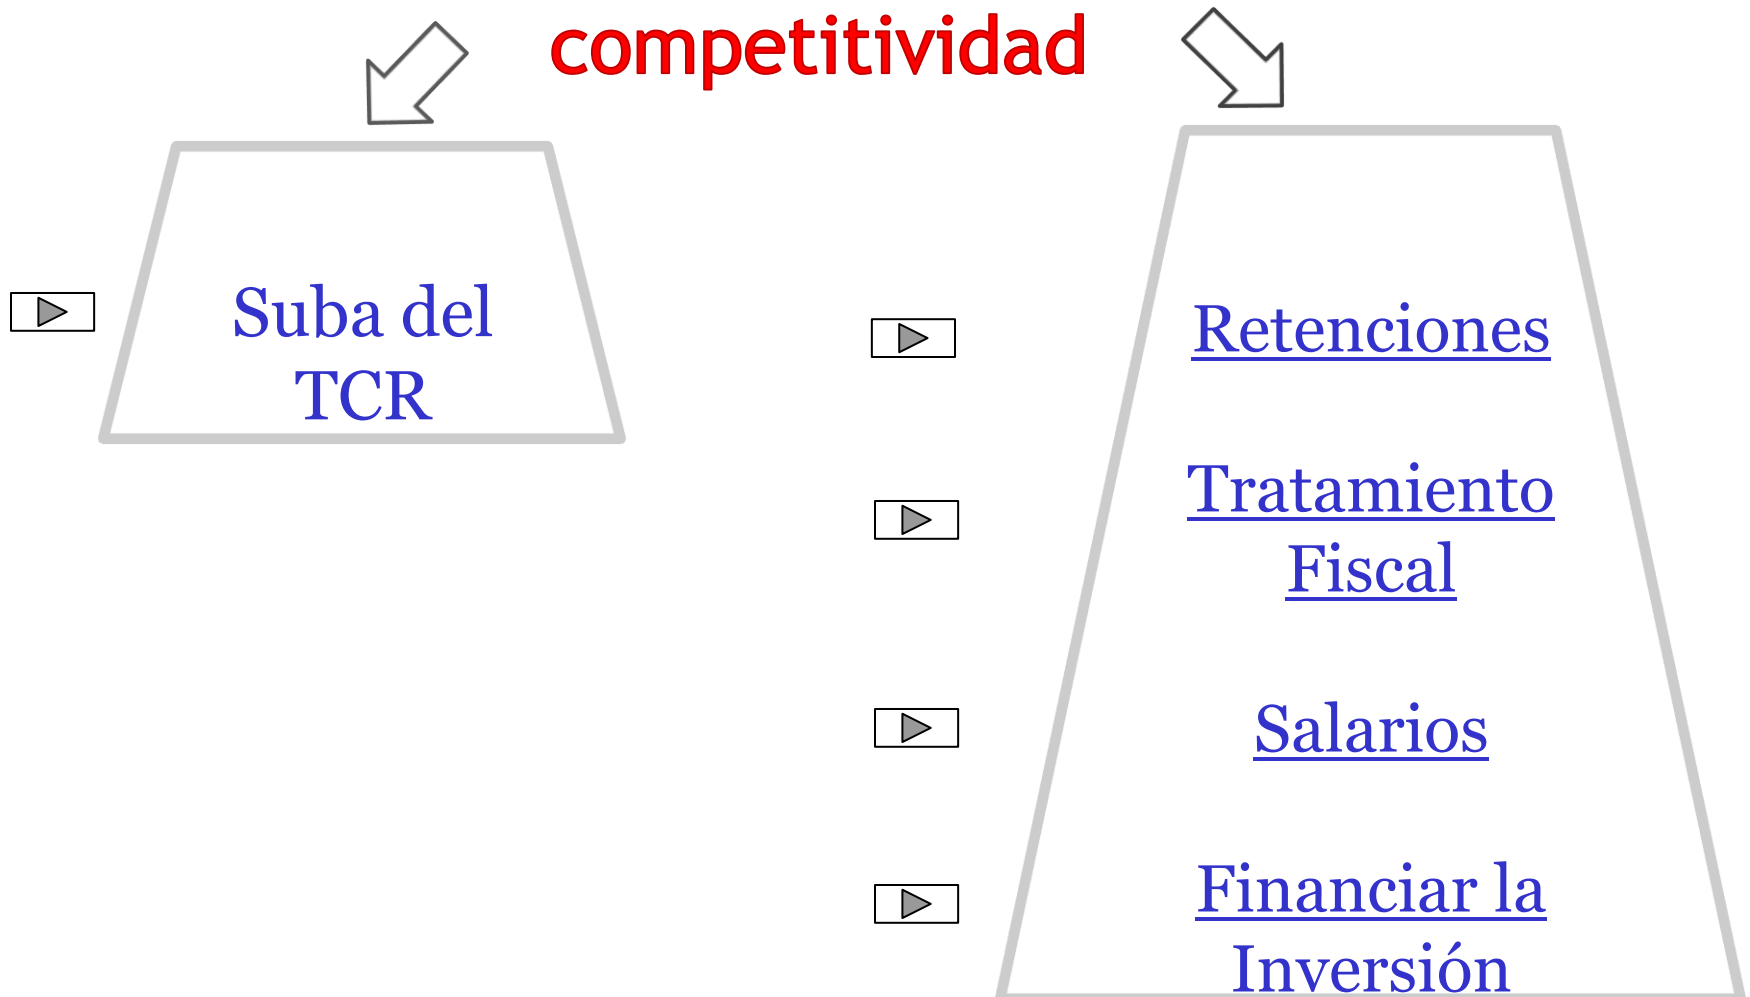 competitividad
Suba del
TCR
Retenciones
Tratamiento
Fiscal
Salarios
Financiar la
Inversión